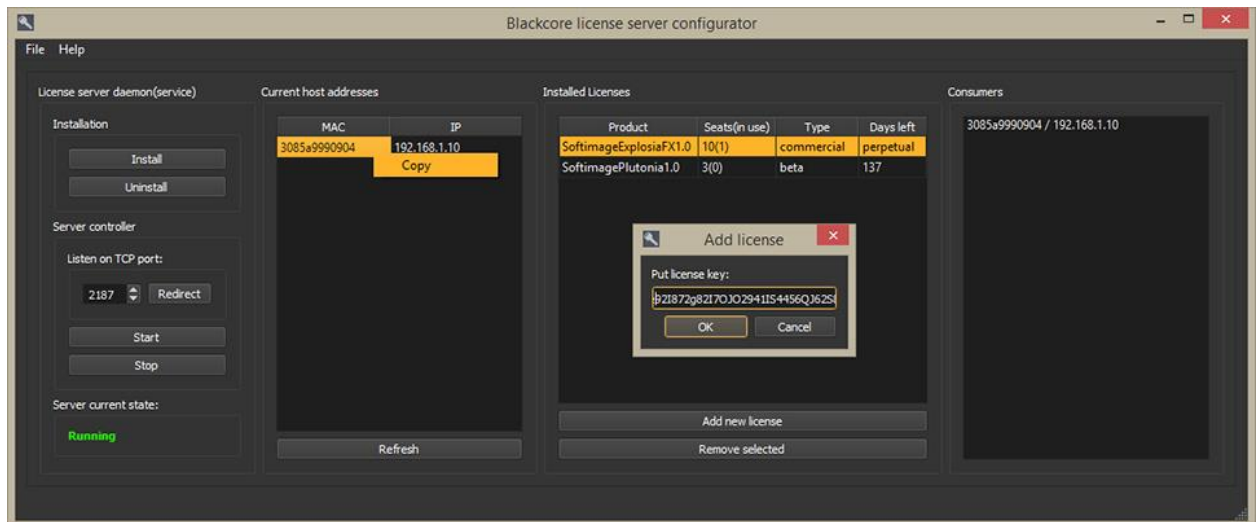 Blackcore license server configurator
File Help
License server daemon(service)
Installation
Install
Uninstall
Server controller
Listen on TCP port:
2187 Redirect
Start
Stop
Server current state:
Running
Current host addresses
MAC IP
3085a9990904 192.168.1.10
Copy
Refresh
Installed Licenses
Product Seats(in use) Type Days left
SoftimageExplosiaFX1.0 10(1) commercial perpetual
SoftimagePlutonia1.0 3(0) beta 137
Add license
Put license key:
OK Cancel
Add new license
Remove selected
Consumers
3085a9990904 / 192.168.1.10